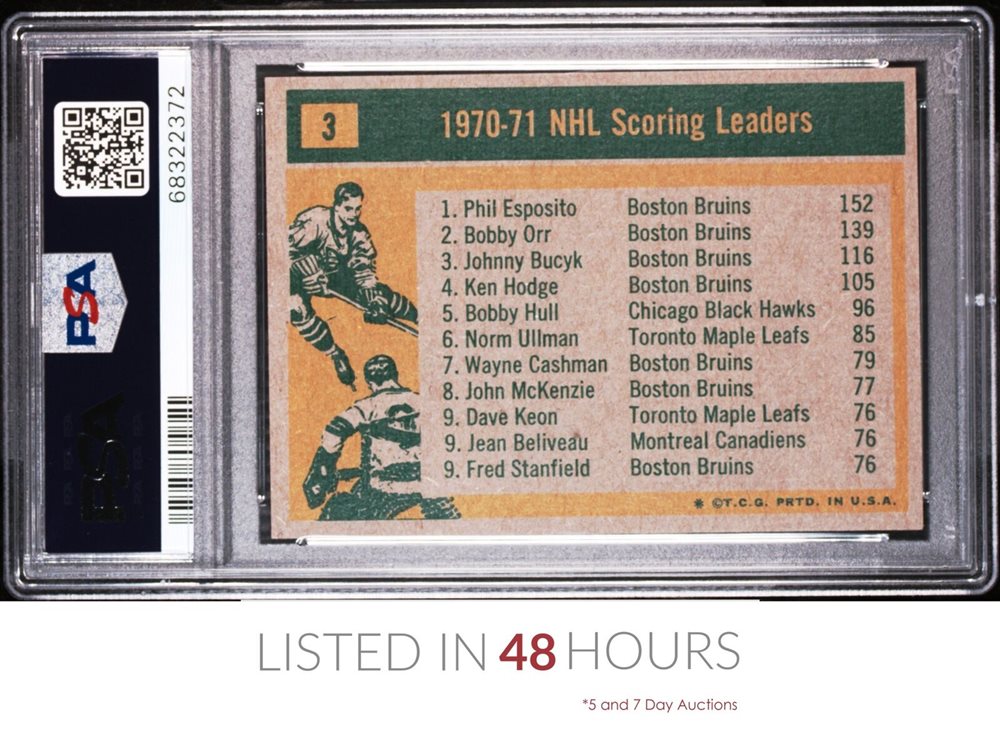 68322372
PSA
PSA
3
1970-71 NHL Scoring Leaders
1. Phil Esposito Boston Bruins 152
2. Bobby Orr Boston Bruins 139
3. Johnny Bucyk Boston Bruins 116
4. Ken Hodge Boston Bruins 105
5. Bobby Hull Chicago Black Hawks 96
6. Norm Ullman Toronto Maple Leafs 85
7. Wayne Cashman Boston Bruins 79
8. John McKenzie Boston Bruins 77
9. Dave Keon Toronto Maple Leafs 76
9. Jean Beliveau Montreal Canadiens 76
9. Fred Stanfield Boston Bruins 76
* ©T.C.G. PRTD. IN U.S.A.
LISTED IN 48 HOURS
*5 and 7 Day Auctions